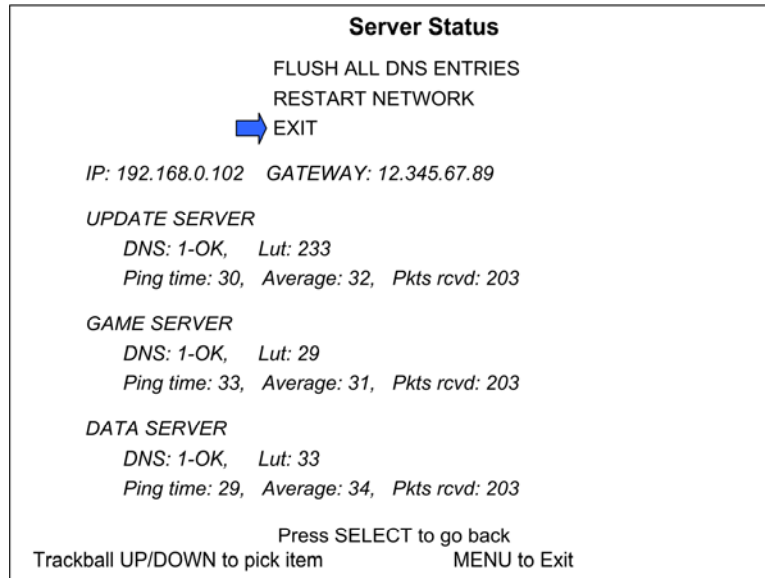 Server Status
FLUSH ALL DNS ENTRIES
RESTART NETWORK
EXIT
IP: 192.168.0.102 GATEWAY: 12.345.67.89
UPDATE SERVER
DNS: 1-OK, Lut: 233
Ping time: 30, Average: 32, Pkts rcvd: 203
GAME SERVER
DNS: 1-OK, Lut: 29
Ping time: 33, Average: 31, Pkts rcvd: 203
DATA SERVER
DNS: 1-OK, Lut: 33
Ping time: 29, Average: 34, Pkts rcvd: 203
Press SELECT to go back
Trackball UP/DOWN to pick item MENU to Exit